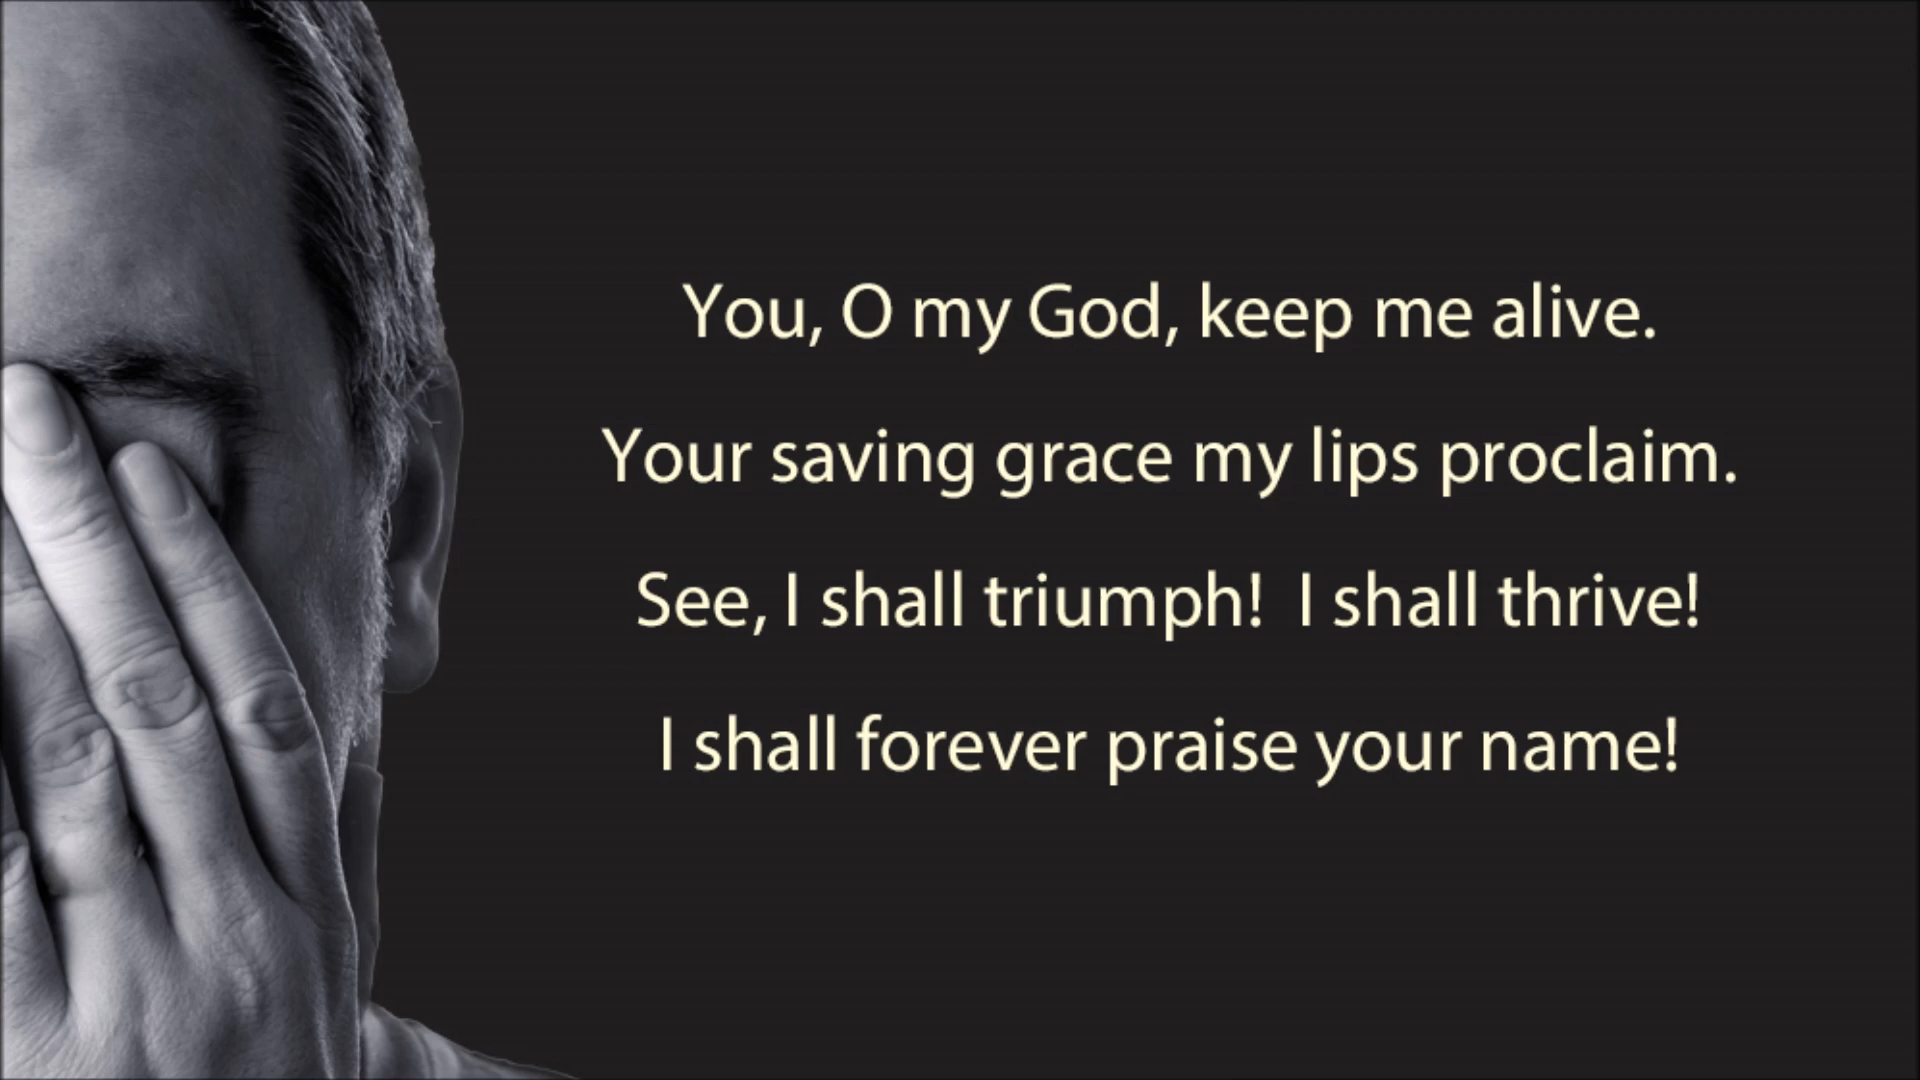 You, O my God, keep me alive.
Your saving grace my lips proclaim.
See, I shall triumph!  I shall thrive!
I shall forever praise your name!